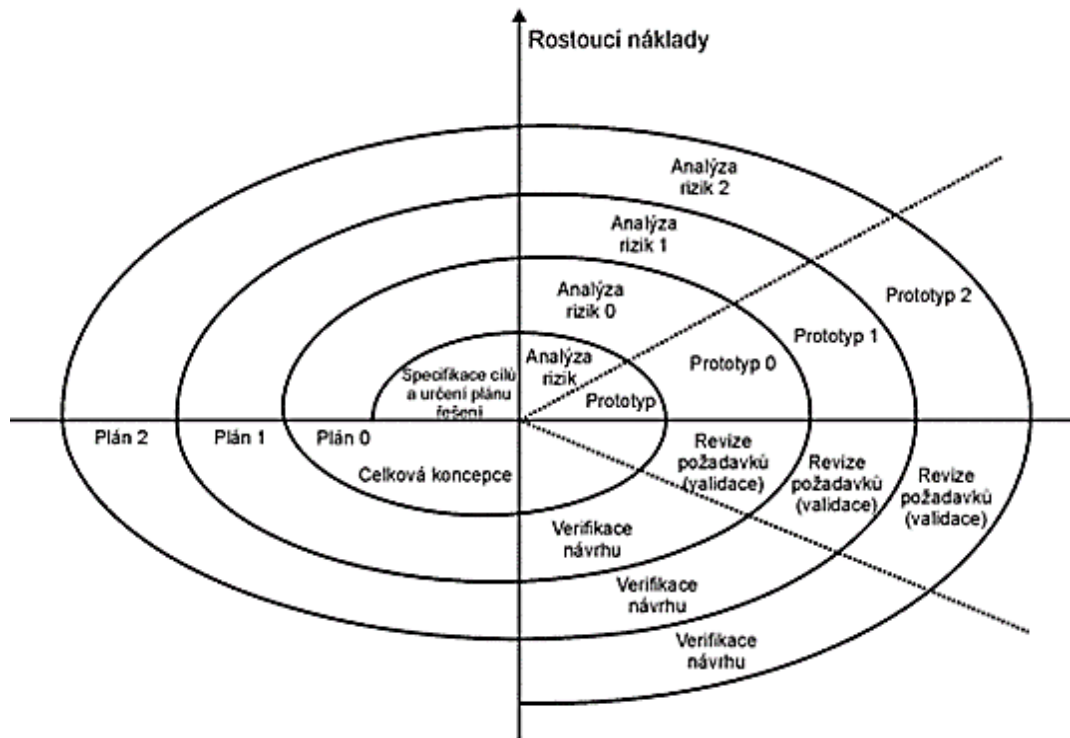 Rostoucí náklady
Analýza
rizik 2
Analýza
rizik 1
Analýza
rizik 0
Analýza
rizik
Specifikace cílů
a určení plánu
řešení
Prototyp
Prototyp 0
Prototyp 1
Prototyp 2
Plán 2
Plán 1
Plán 0
Celková koncepce
Revize
požadavků
(validace)
Revize
požadavků
(validace)
Revize
požadavků
(validace)
Verifikace
návrhu
Verifikace
návrhu
Verifikace
návrhu